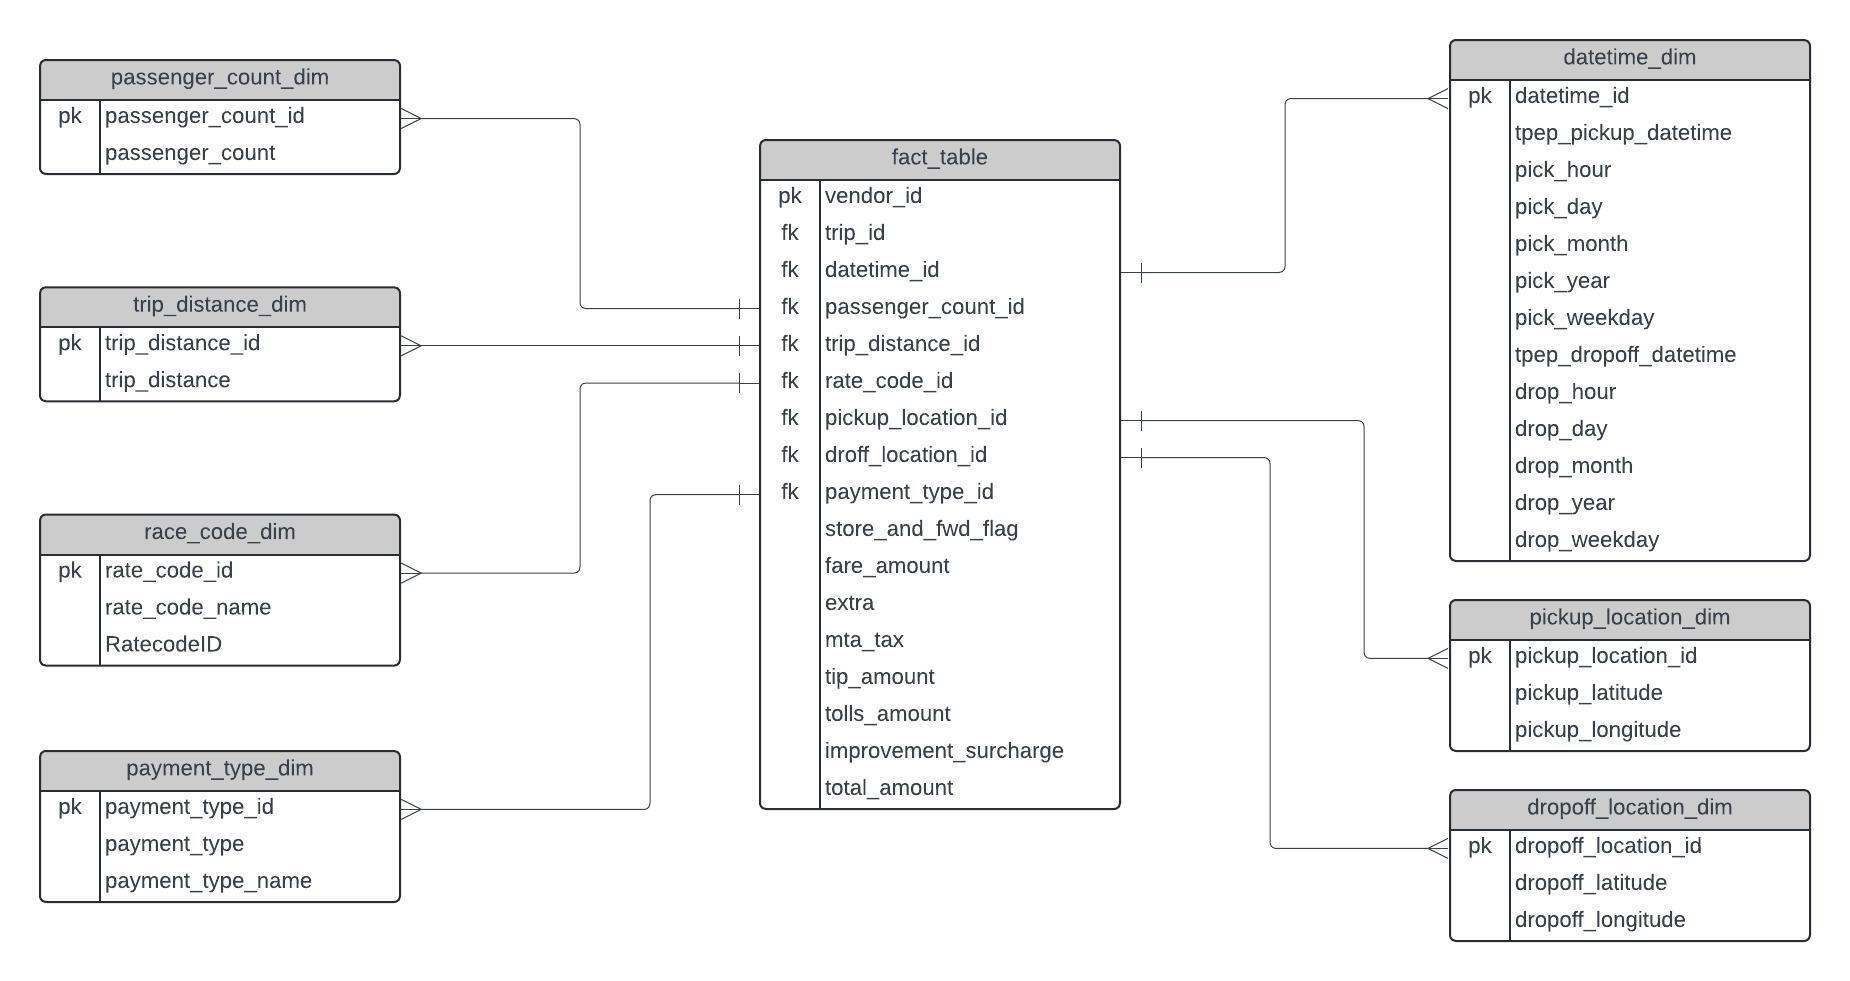 passenger_count_dim
pk passenger_count_id
passenger_count
trip_distance_dim
pk trip_distance_id
trip_distance
race_code_dim
pk rate_code_id
rate_code_name
RatecodeID
payment_type_dim
pk payment_type_id
payment_type
payment_type_name
fact_table
pk vendor_id
fk trip_id
fk datetime_id
fk passenger_count_id
fk trip_distance_id
fk rate_code_id
fk pickup_location_id
fk droff_location_id
fk payment_type_id
store_and_fwd_flag
fare_amount
extra
mta_tax
tip_amount
tolls_amount
improvement_surcharge
total_amount
datetime_dim
pk datetime_id
tpep_pickup_datetime
pick_hour
pick_day
pick_month
pick_year
pick_weekday
tpep_dropoff_datetime
drop_hour
drop_day
drop_month
drop_year
drop_weekday
pickup_location_dim
pk pickup_location_id
pickup_latitude
pickup_longitude
dropoff_location_dim
pk dropoff_location_id
dropoff_latitude
dropoff_longitude